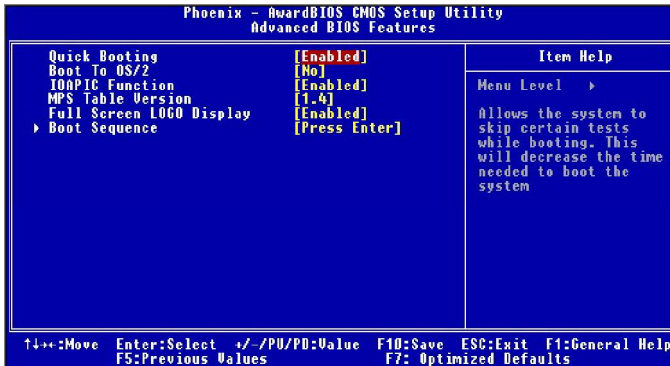 Phoenix - AwardBIOS CMOS Setup Utility
Advanced BIOS Features
Quick Booting [Enabled]
Boot To OS/2 [No]
IOAPIC Function [Enabled]
MPS Table Version [1.4]
Full Screen LOGO Display [Enabled]
▸ Boot Sequence [Press Enter]
Item Help
Menu Level ▸
Allows the system to
skip certain tests
while booting. This
will decrease the time
needed to boot the
system
↑↓→←:Move Enter:Select +/-/PU/PD:Value F10:Save ESC:Exit F1:General Help
F5:Previous Values F7: Optimized Defaults